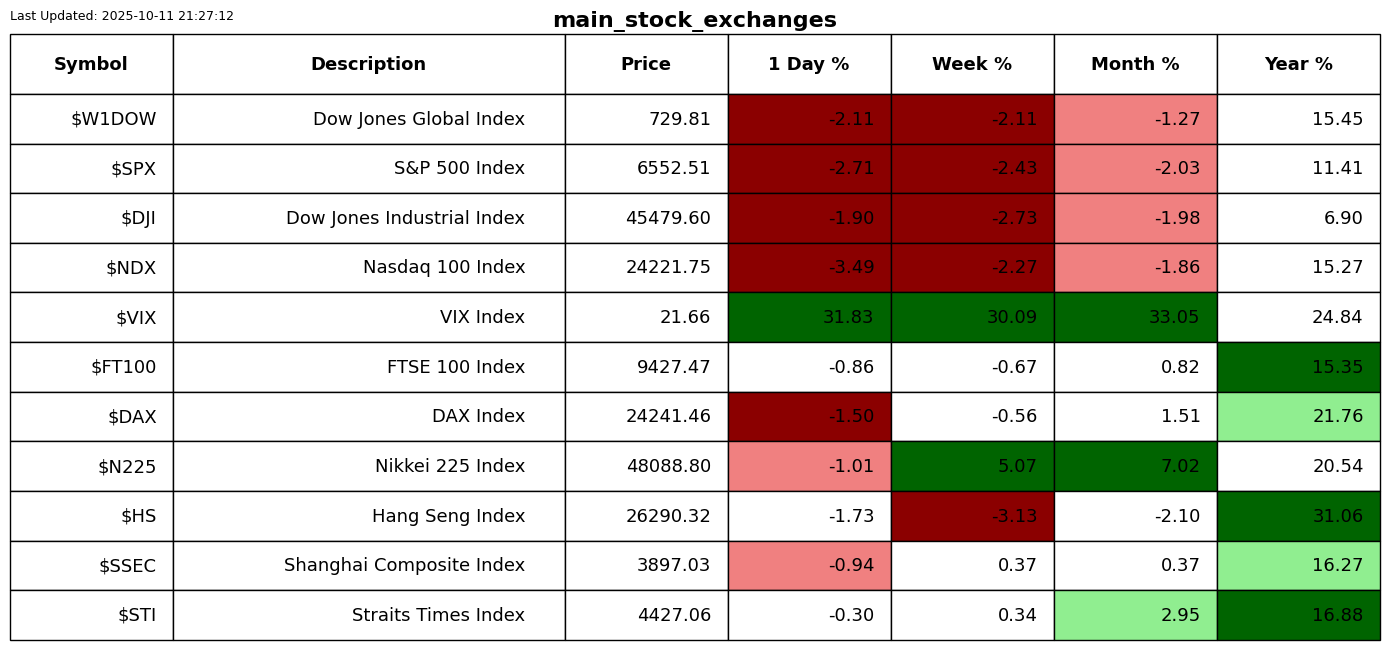 Last Updated: 2025-10-11 21:27:12
main_stock_exchanges
Symbol Description Price 1 Day % Week % Month % Year %
$W1DOW Dow Jones Global Index 729.81 -2.11 -2.11 -1.27 15.45
$SPX S&P 500 Index 6552.51 -2.71 -2.43 -2.03 11.41
$DJI Dow Jones Industrial Index 45479.60 -1.90 -2.73 -1.98 6.90
$NDX Nasdaq 100 Index 24221.75 -3.49 -2.27 -1.86 15.27
$VIX VIX Index 21.66 31.83 30.09 33.05 24.84
$FT100 FTSE 100 Index 9427.47 -0.86 -0.67 0.82 15.35
$DAX DAX Index 24241.46 -1.50 -0.56 1.51 21.76
$N225 Nikkei 225 Index 48088.80 -1.01 5.07 7.02 20.54
$HS Hang Seng Index 26290.32 -1.73 -3.13 -2.10 31.06
$SSEC Shanghai Composite Index 3897.03 -0.94 0.37 0.37 16.27
$STI Straits Times Index 4427.06 -0.30 0.34 2.95 16.88